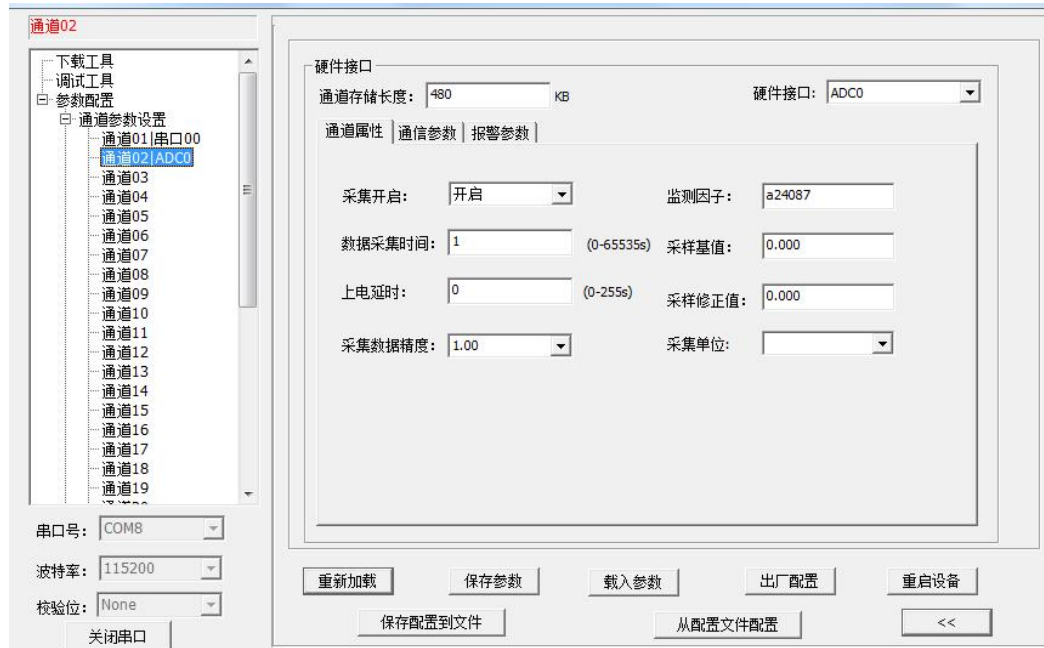 通道02
下载工具
调试工具
参数配置
通道参数设置
通道01|串口00
通道02|ADC0
通道03
通道04
通道05
通道06
通道07
通道08
通道09
通道10
通道11
通道12
通道13
通道14
通道15
通道16
通道17
通道18
通道19
串口号: COM8
波特率: 115200
校验位: None
关闭串口
硬件接口
通道存储长度: 480 KB 硬件接口: ADC0
通道属性 通信参数 报警参数
采集开启: 开启 监测因子: a24087
数据采集时间: 1 (0-65535s) 采样基值: 0.000
上电延时: 0 (0-255s) 采样修正值: 0.000
采集数据精度: 1.00 采集单位:
重新加载 保存参数 载入参数 出厂配置 重启设备
保存配置到文件 从配置文件配置 <<